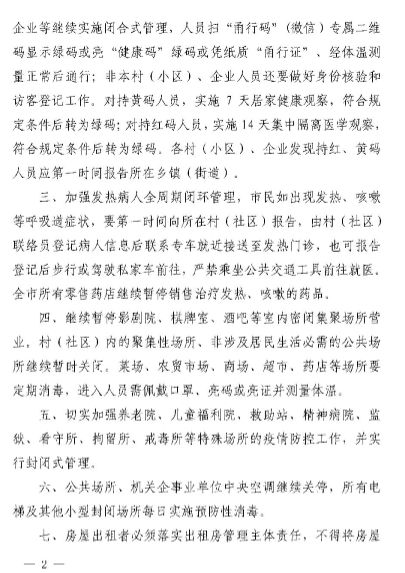 企业等继续实施闭合式管理，人员扫“甬行码”(微信)专属二维
码显示绿码或亮“健康码”绿码或凭纸质“甬行证”、经体温测
量正常后通行；非本村（小区）、企业人员还要做好身份核验和
访客登记工作。对持黄码人员，实施 7 天居家健康观察，符合规
定条件后转为绿码；对持红码人员，实施 14 天集中隔离医学观察，
符合规定条件后转为绿码。各村（小区）、企业发现持红、黄码
人员应第一时间报告所在乡镇（街道）。
三、加强发热病人全周期闭环管理，市民如出现发热、咳嗽
等呼吸道症状，要第一时间向所在村（社区）报告，由村（社区）
联络员登记病人信息后联系专车就近接送至发热门诊，也可报告
登记后步行或驾驶私家车前往，严禁乘坐公共交通工具前往就医。
全市所有零售药店继续暂停销售治疗发热、咳嗽的药品。
四、继续暂停影剧院、棋牌室、酒吧等室内密闭集聚场所营
业。村（社区）内的聚集性场所、非涉及居民生活必需的公共场
所继续暂时关闭。菜场、农贸市场、商场、超市、药店等场所要
定期消毒，进入人员需佩戴口罩、亮码或亮证并测量体温。
五、切实加强养老院、儿童福利院、救助站、精神病院、监
狱、看守所、拘留所、戒毒所等特殊场所的疫情防控工作，并实
行封闭式管理。
六、公共场所、机关企事业单位中央空调继续关停，所有电
梯及其他小型封闭场所每日实施预防性消毒。
七、房屋出租者必须落实出租房管理主体责任，不得将房屋
— 2 —